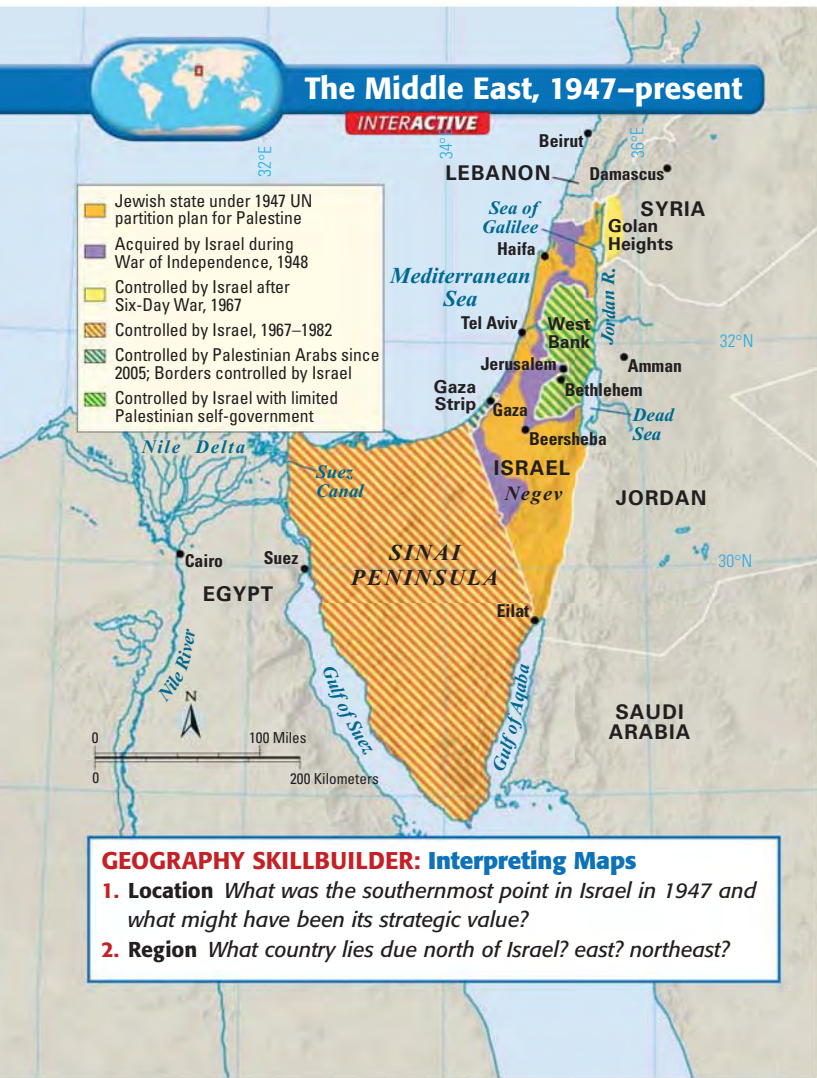 The Middle East, 1947–present
INTERACTIVE
32°E
34°E
36°E
Beirut
LEBANON
Damascus
SYRIA
Sea of
Galilee
Golan
Heights
Haifa
Mediterranean
Sea
Jordan R.
Jewish state under 1947 UN
partition plan for Palestine
Acquired by Israel during
War of Independence, 1948
Controlled by Israel after
Six-Day War, 1967
Controlled by Israel, 1967–1982
Controlled by Palestinian Arabs since
2005; Borders controlled by Israel
Controlled by Israel with limited
Palestinian self-government
Tel Aviv
West
Bank
32°N
Jerusalem
Amman
Gaza
Strip
Bethlehem
Gaza
Dead
Sea
Beersheba
Nile Delta
Suez
Canal
ISRAEL
Negev
JORDAN
Cairo
Suez
SINAI
PENINSULA
30°N
EGYPT
Eilat
Nile River
Gulf of Suez
Gulf of Aqaba
SAUDI
ARABIA
N
0 100 Miles
0 200 Kilometers
GEOGRAPHY SKILLBUILDER: Interpreting Maps
1. Location What was the southernmost point in Israel in 1947 and
what might have been its strategic value?
2. Region What country lies due north of Israel? east? northeast?